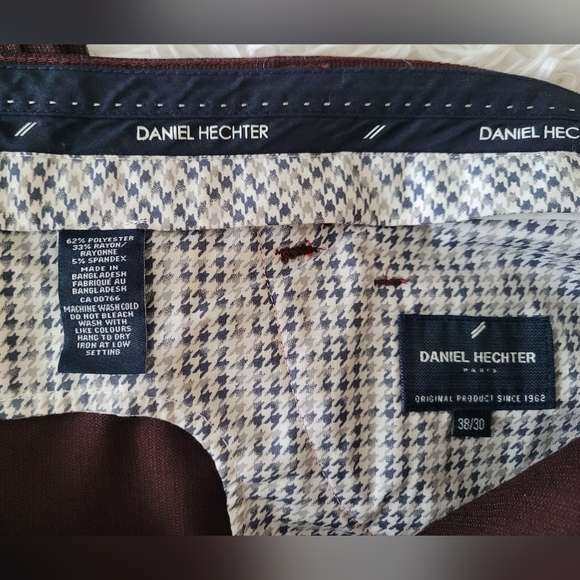 DANIEL HECHTER
DANIEL HEC
62% POLYESTER
33% RAYON/
RAYONNE
5% SPANDEX
MADE IN
BANGLADESH
FABRIQUÉ AU
BANGLADESH
CA 00766
MACHINE WASH COLD
DO NOT BLEACH
WASH WITH
LIKE COLOURS
HANG TO DRY
IRON AT LOW
SETTING
DANIEL HECHTER
PARIS
ORIGINAL PRODUCT SINCE 1962
38/30